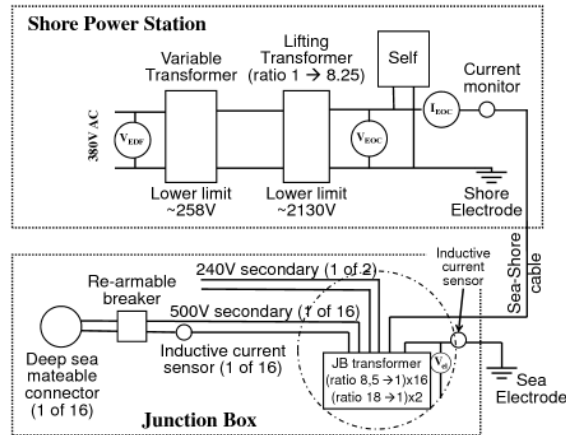 Shore Power Station
Variable
Transformer
Lifting
Transformer
(ratio 1 → 8.25)
Self
Current
monitor
I_EOC
380V AC
V_EDF
V_EOC
Lower limit
~258V
Lower limit
~2130V
Shore
Electrode
Sea-Shore
cable
Inductive
current
sensor
240V secondary (1 of 2)
Re-armable
breaker
500V secondary (1 of 16)
Inductive current
sensor (1 of 16)
Deep sea
mateable
connector
(1 of 16)
JB transformer
(ratio 8,5 →1)x16
(ratio 18 →1)x2
Sea
Electrode
Junction Box